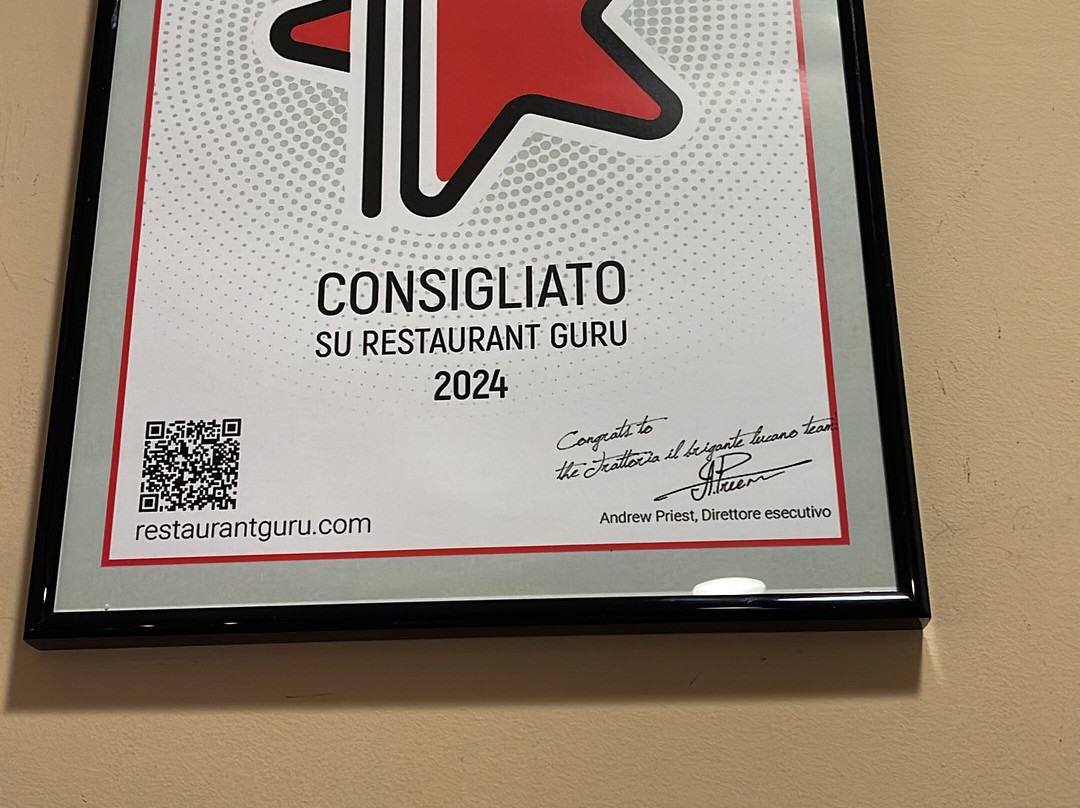 CONSIGLIATO
SU RESTAURANT GURU
2024
Congrats to
the Trattoria il brigante lucano team!
A.Preem
restaurantguru.com
Andrew Priest, Direttore esecutivo